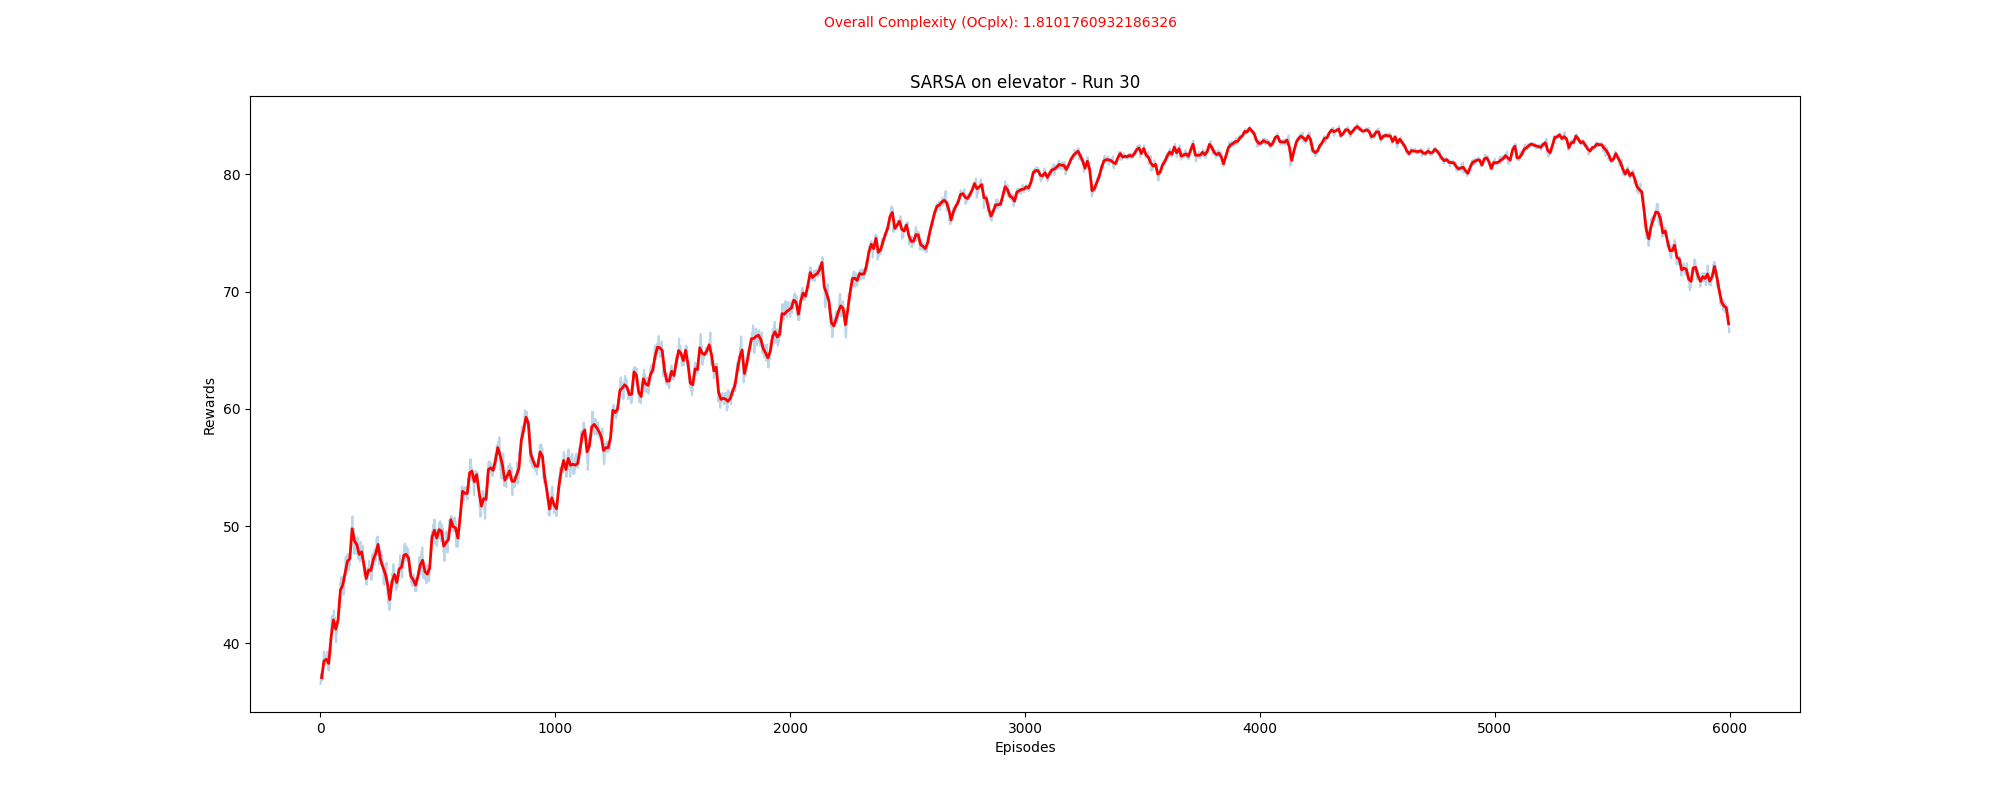 Overall Complexity (OCplx): 1.8101760932186326
SARSA on elevator - Run 30
80
70
60
50
40
Rewards
0 1000 2000 3000 4000 5000 6000
Episodes